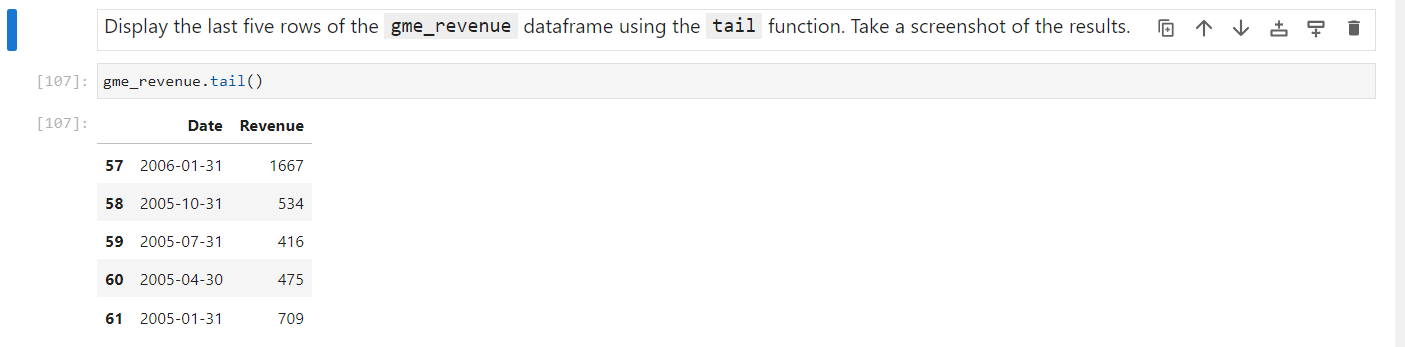 Display the last five rows of the gme_revenue dataframe using the tail function. Take a screenshot of the results.
[107]: gme_revenue.tail()
[107]:
Date Revenue
57 2006-01-31 1667
58 2005-10-31 534
59 2005-07-31 416
60 2005-04-30 475
61 2005-01-31 709